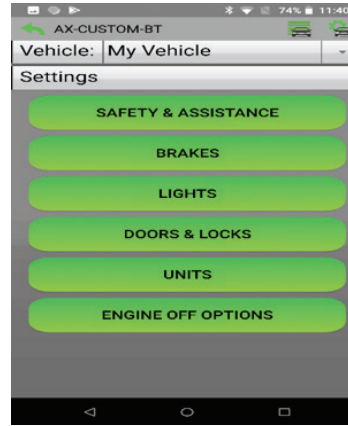 74% 11:40
AX-CUSTOM-BT
Vehicle: My Vehicle
Settings
SAFETY & ASSISTANCE
BRAKES
LIGHTS
DOORS & LOCKS
UNITS
ENGINE OFF OPTIONS